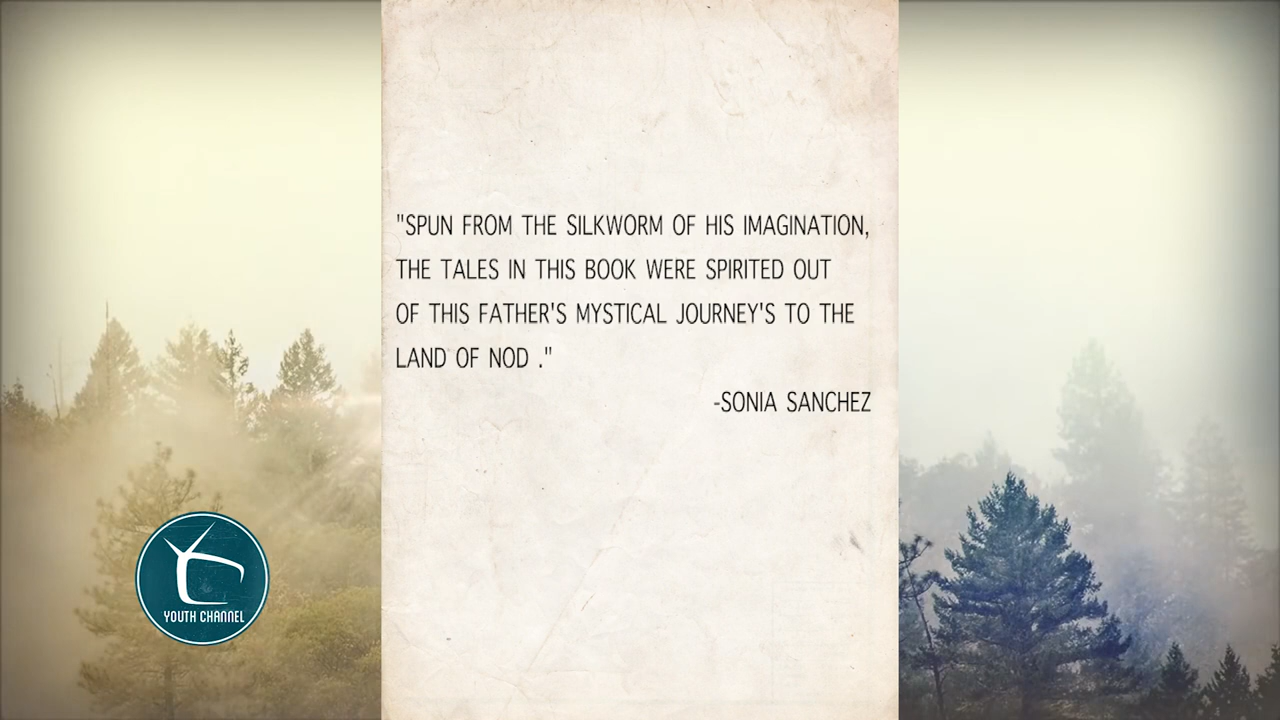 "SPUN FROM THE SILKWORM OF HIS IMAGINATION,
THE TALES IN THIS BOOK WERE SPIRITED OUT
OF THIS FATHER'S MYSTICAL JOURNEY'S TO THE
LAND OF NOD ."
-SONIA SANCHEZ
YOUTH CHANNEL